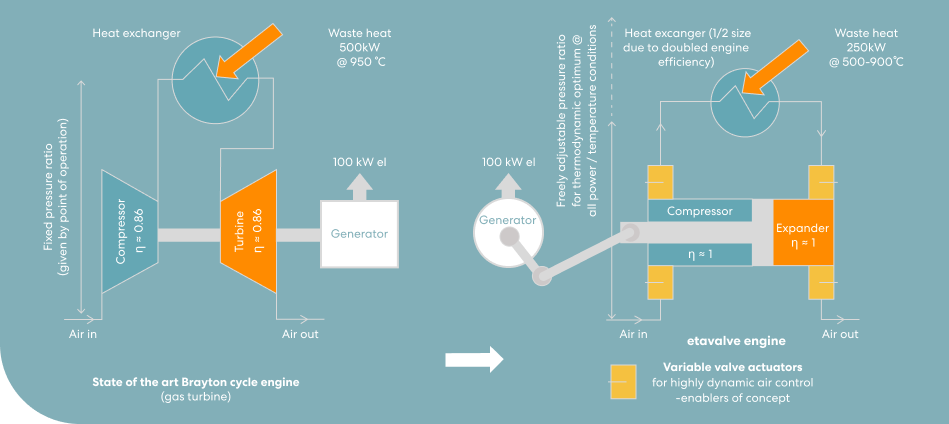 Heat exchanger
Waste heat
500kW
@ 950 °C
Fixed pressure ratio
(given by point of operation)
Compressor
η ≈ 0.86
Turbine
η ≈ 0.86
100 kW el
Generator
Air in
Air out
State of the art Brayton cycle engine
(gas turbine)
Freely adjustable pressure ratio
for thermodynamic optimum @
all power / temperature conditions
Heat excanger (1/2 size
due to doubled engine
efficiency)
Waste heat
250kW
@ 500-900°C
100 kW el
Generator
Compressor
η ≈ 1
Expander
η ≈ 1
Air in
Air out
etavalve engine
Variable valve actuators
for highly dynamic air control
-enablers of concept